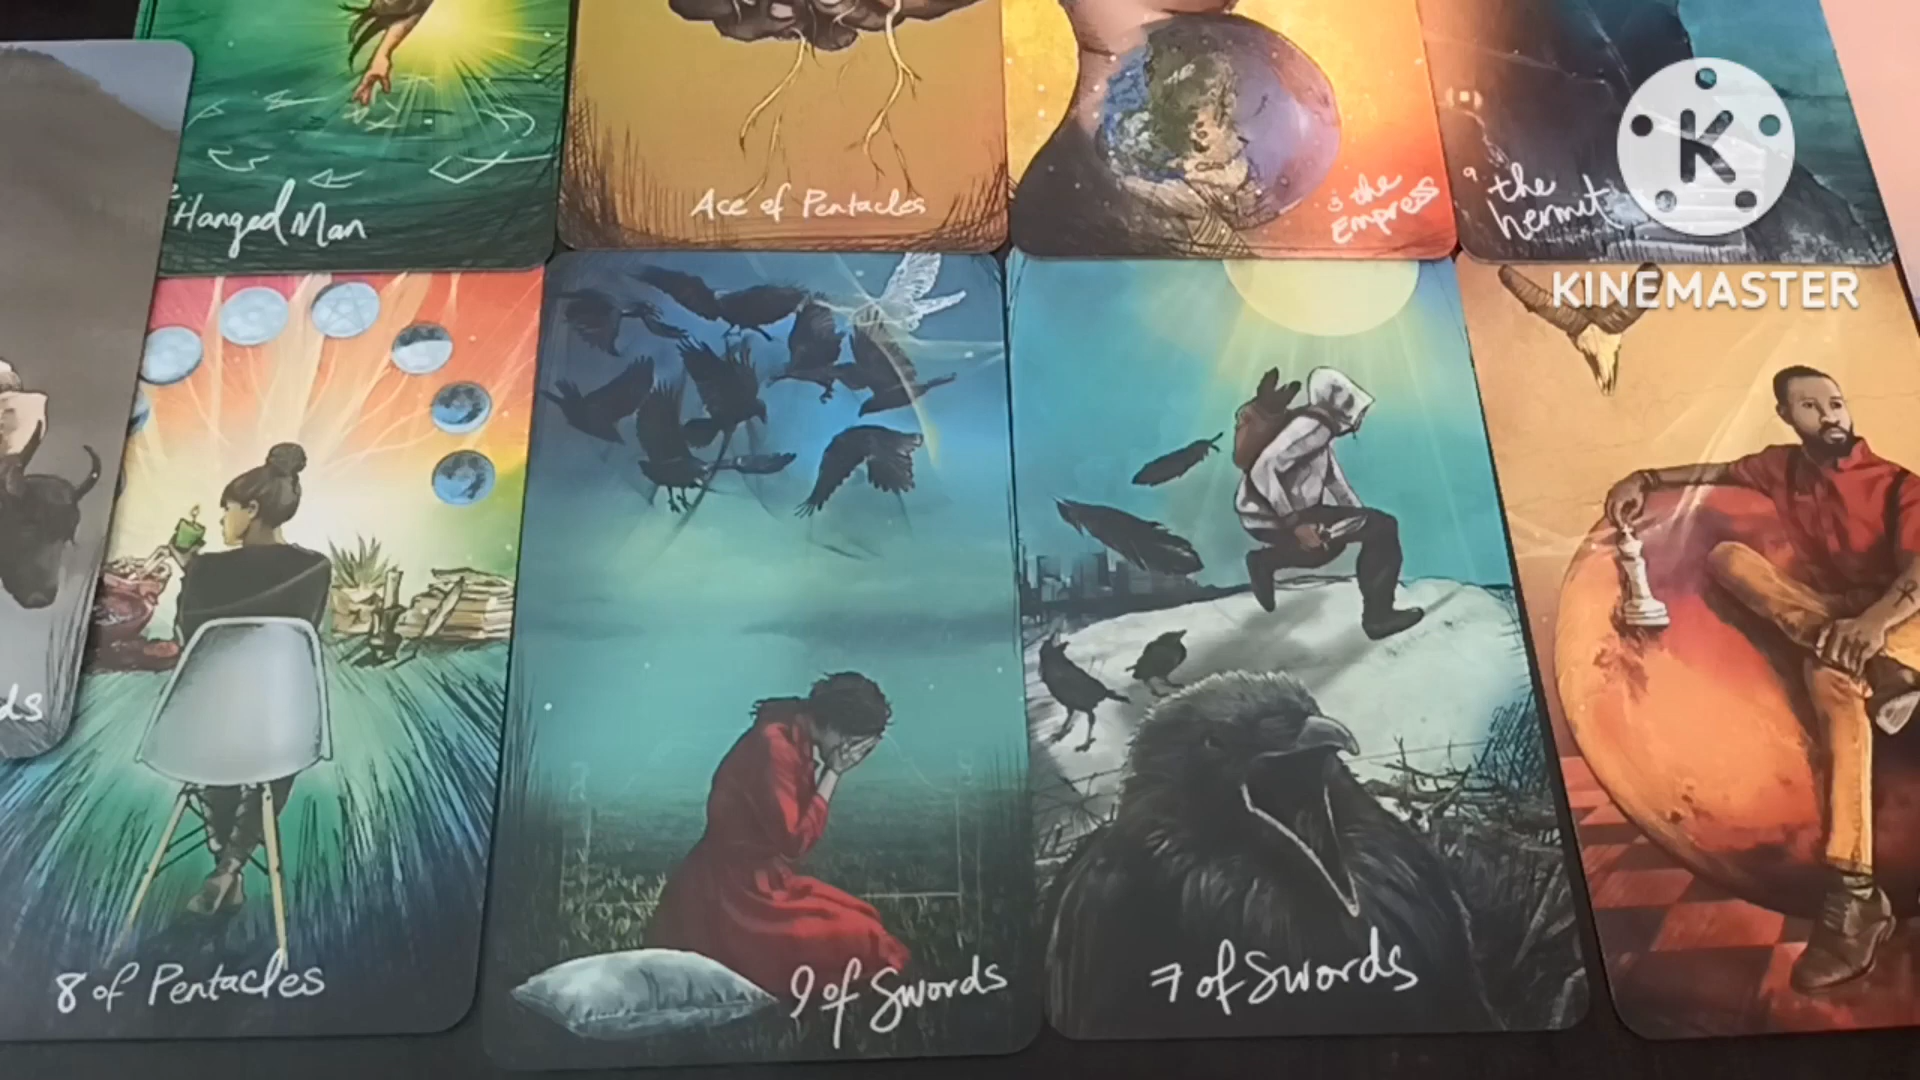 Hanged Man
Ace of Pentacles
3 the
Empress
9 the
hermit
K
KINEMASTER
ds
8 of Pentacles
9 of Swords
7 of Swords